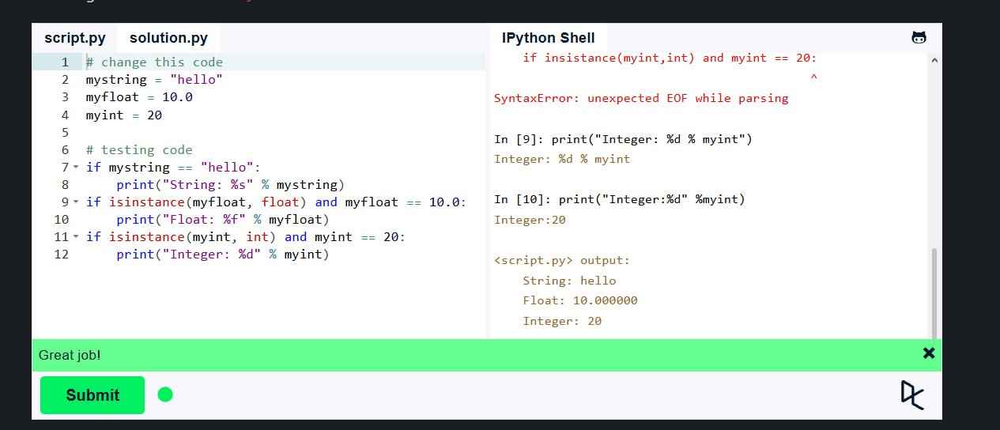 script.py solution.py
1 # change this code
2 mystring = "hello"
3 myfloat = 10.0
4 myint = 20
5
6 # testing code
7 if mystring == "hello":
8     print("String: %s" % mystring)
9 if isinstance(myfloat, float) and myfloat == 10.0:
10     print("Float: %f" % myfloat)
11 if isinstance(myint, int) and myint == 20:
12     print("Integer: %d" % myint)
IPython Shell
    if insistance(myint,int) and myint == 20:
^
SyntaxError: unexpected EOF while parsing
In [9]: print("Integer: %d % myint")
Integer: %d % myint
In [10]: print("Integer:%d" %myint)
Integer:20
<script.py> output:
    String: hello
    Float: 10.000000
    Integer: 20
Great job!
Submit